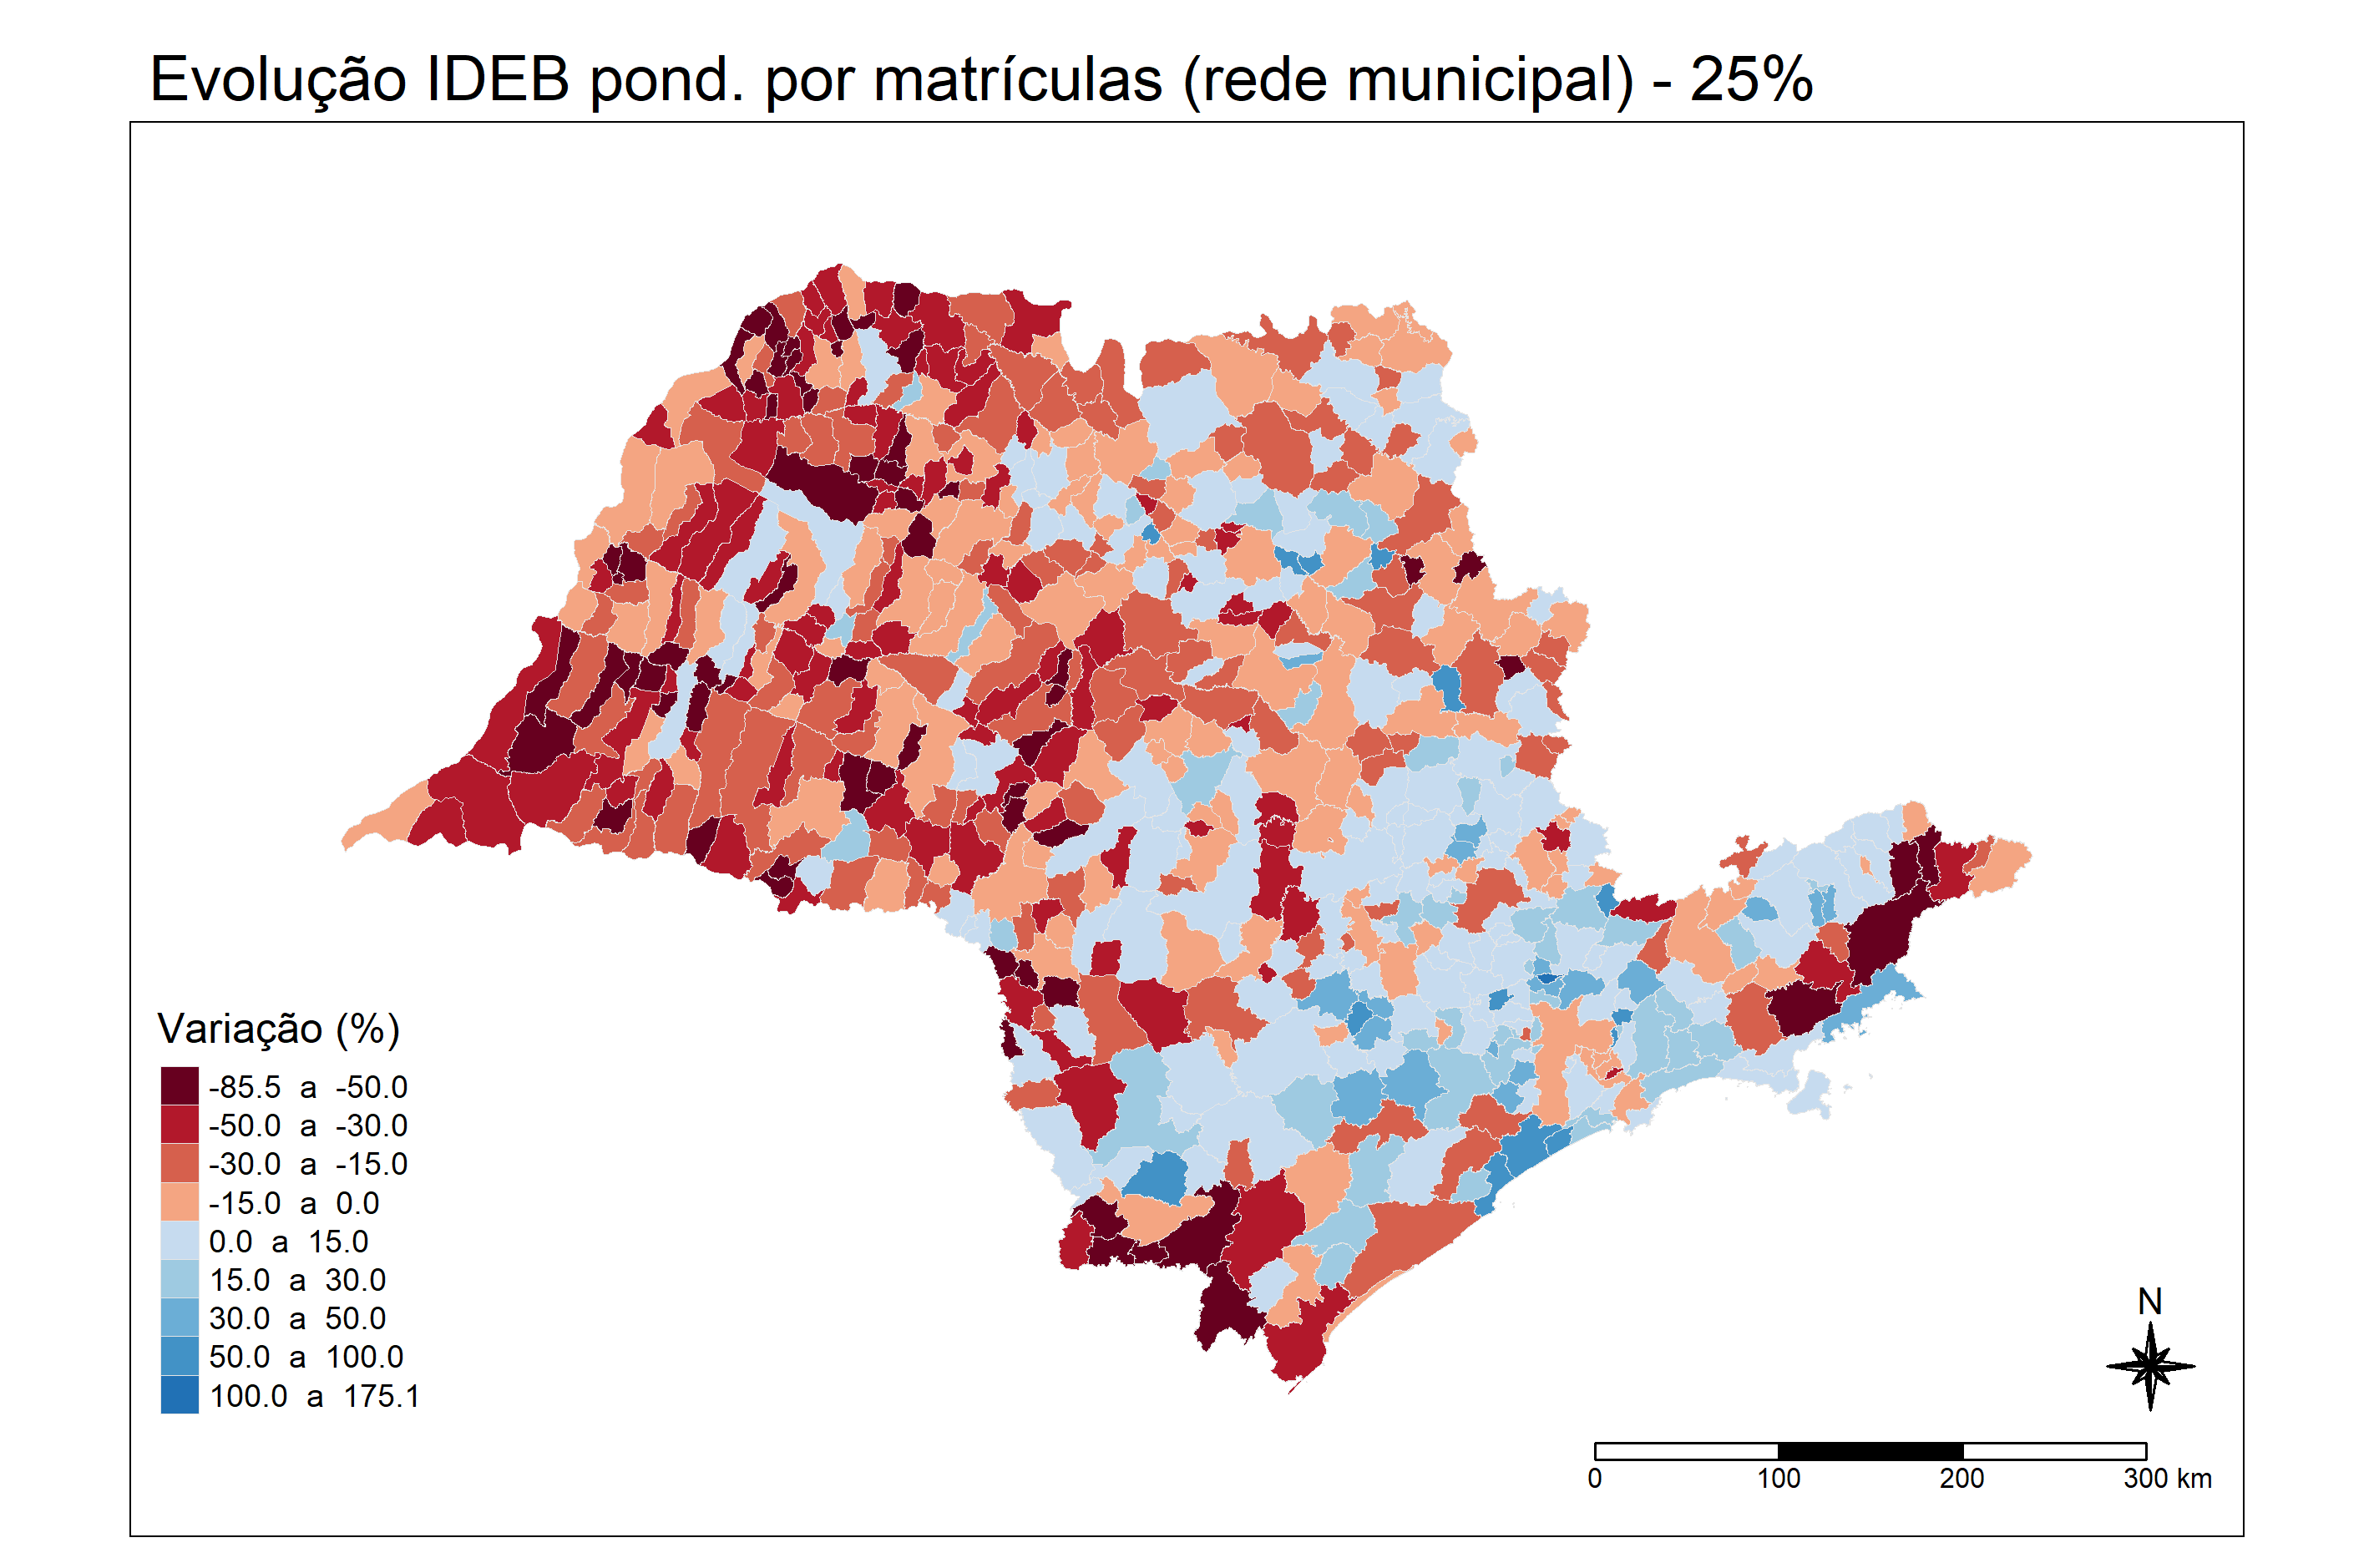 Evolução IDEB pond. por matrículas (rede municipal) - 25%
Variação (%)
-85.5 a -50.0
-50.0 a -30.0
-30.0 a -15.0
-15.0 a 0.0
0.0 a 15.0
15.0 a 30.0
30.0 a 50.0
50.0 a 100.0
100.0 a 175.1
N
0 100 200 300 km